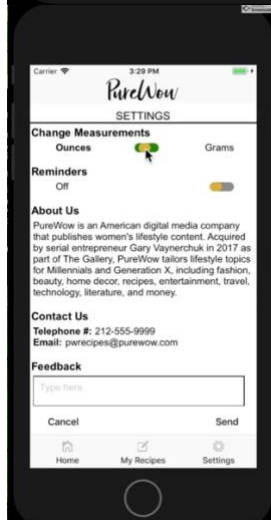 Carrier 3:29 PM
PureWow
SETTINGS
Change Measurements
Ounces Grams
Reminders
Off
About Us
PureWow is an American digital media company
that publishes women's lifestyle content. Acquired
by serial entrepreneur Gary Vaynerchuk in 2017 as
part of The Gallery, PureWow tailors lifestyle topics
for Millennials and Generation X, including fashion,
beauty, home decor, recipes, entertainment, travel,
technology, literature, and money.
Contact Us
Telephone #: 212-555-9999
Email: pwrecipes@purewow.com
Feedback
Type here
Cancel Send
Home My Recipes Settings